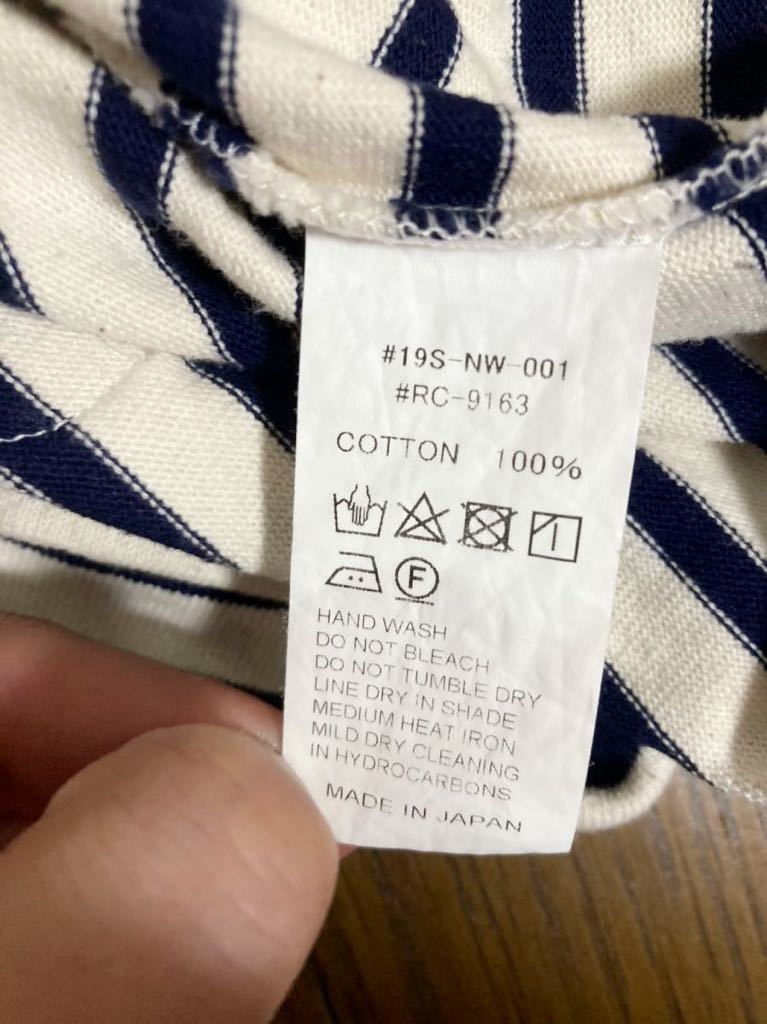 #19S-NW-001
#RC-9163
COTTON 100%
F
HAND WASH
DO NOT BLEACH
DO NOT TUMBLE DRY
LINE DRY IN SHADE
MEDIUM HEAT IRON
MILD DRY CLEANING
IN HYDROCARBONS
MADE IN JAPAN